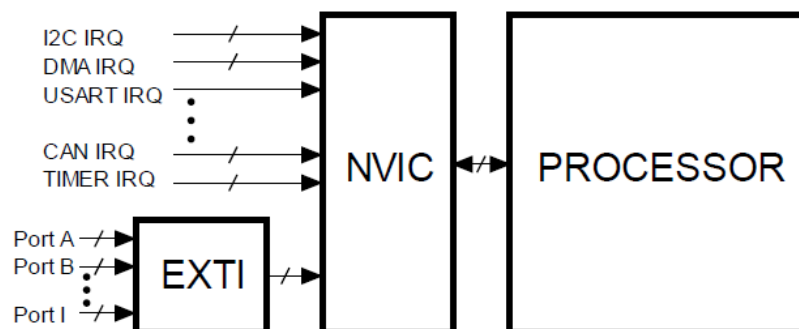 I2C IRQ
DMA IRQ
USART IRQ
CAN IRQ
TIMER IRQ
NVIC
PROCESSOR
Port A
Port B
Port I
EXTI